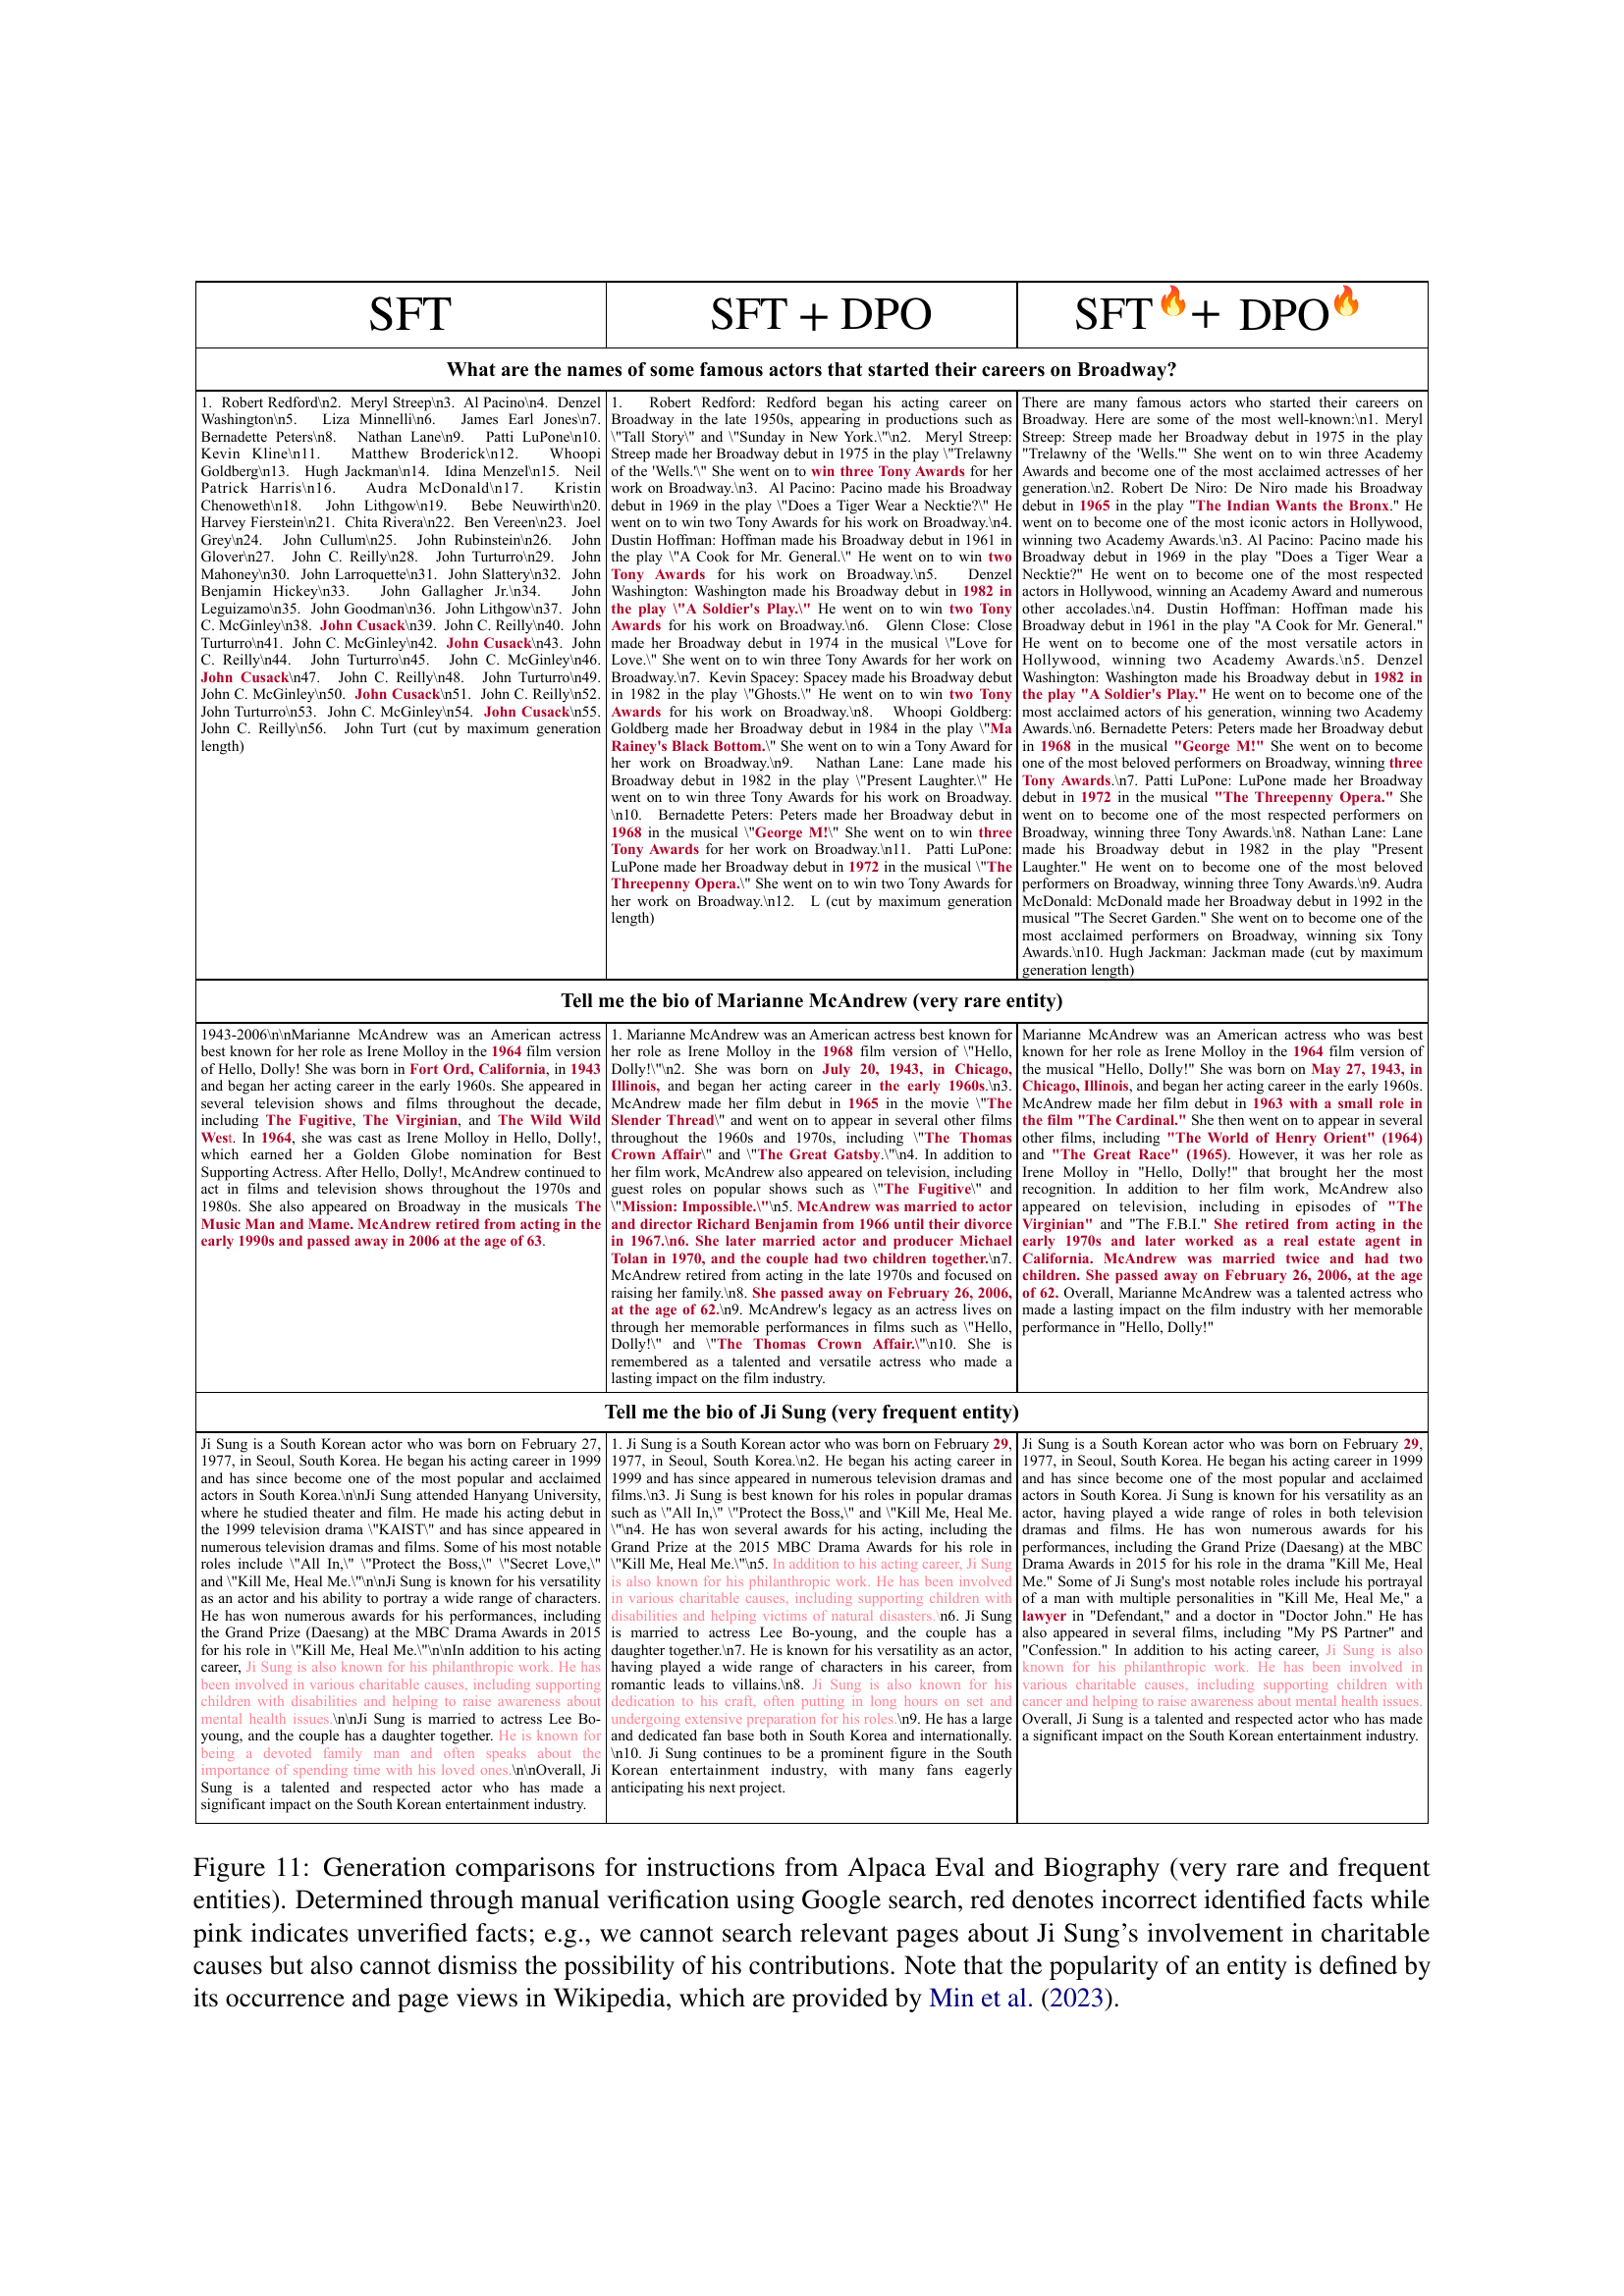 SFT
SFT + DPO
SFT🔥+ DPO🔥
What are the names of some famous actors that started their careers on Broadway?
1. Robert Redford\n2. Meryl Streep\n3. Al Pacino\n4. Denzel
Washington\n5. Liza Minnelli\n6. James Earl Jones\n7.
Bernadette Peters\n8. Nathan Lane\n9. Patti LuPone\n10.
Kevin Kline\n11. Matthew Broderick\n12. Whoopi
Goldberg\n13. Hugh Jackman\n14. Idina Menzel\n15. Neil
Patrick Harris\n16. Audra McDonald\n17. Kristin
Chenoweth\n18. John Lithgow\n19. Bebe Neuwirth\n20.
Harvey Fierstein\n21. Chita Rivera\n22. Ben Vereen\n23. Joel
Grey\n24. John Cullum\n25. John Rubinstein\n26. John
Glover\n27. John C. Reilly\n28. John Turturro\n29. John
Mahoney\n30. John Larroquette\n31. John Slattery\n32. John
Benjamin Hickey\n33. John Gallagher Jr.\n34. John
Leguizamo\n35. John Goodman\n36. John Lithgow\n37. John
C. McGinley\n38. John Cusack\n39. John C. Reilly\n40. John
Turturro\n41. John C. McGinley\n42. John Cusack\n43. John
C. Reilly\n44. John Turturro\n45. John C. McGinley\n46.
John Cusack\n47. John C. Reilly\n48. John Turturro\n49.
John C. McGinley\n50. John Cusack\n51. John C. Reilly\n52.
John Turturro\n53. John C. McGinley\n54. John Cusack\n55.
John C. Reilly\n56. John Turt (cut by maximum generation
length)
1. Robert Redford: Redford began his acting career on
Broadway in the late 1950s, appearing in productions such as
\"Tall Story\" and \"Sunday in New York.\"\n2. Meryl Streep:
Streep made her Broadway debut in 1975 in the play \"Trelawny
of the 'Wells.'\" She went on to win three Tony Awards for her
work on Broadway.\n3. Al Pacino: Pacino made his Broadway
debut in 1969 in the play \"Does a Tiger Wear a Necktie?\" He
went on to win two Tony Awards for his work on Broadway.\n4.
Dustin Hoffman: Hoffman made his Broadway debut in 1961 in
the play \"A Cook for Mr. General.\" He went on to win two
Tony Awards for his work on Broadway.\n5. Denzel
Washington: Washington made his Broadway debut in 1982 in
the play \"A Soldier's Play.\" He went on to win two Tony
Awards for his work on Broadway.\n6. Glenn Close: Close
made her Broadway debut in 1974 in the musical \"Love for
Love.\" She went on to win three Tony Awards for her work on
Broadway.\n7. Kevin Spacey: Spacey made his Broadway debut
in 1982 in the play \"Ghosts.\" He went on to win two Tony
Awards for his work on Broadway.\n8. Whoopi Goldberg:
Goldberg made her Broadway debut in 1984 in the play \"Ma
Rainey's Black Bottom.\" She went on to win a Tony Award for
her work on Broadway.\n9. Nathan Lane: Lane made his
Broadway debut in 1982 in the play \"Present Laughter.\" He
went on to win three Tony Awards for his work on Broadway.
\n10. Bernadette Peters: Peters made her Broadway debut in
1968 in the musical \"George M!\" She went on to win three
Tony Awards for her work on Broadway.\n11. Patti LuPone:
LuPone made her Broadway debut in 1972 in the musical \"The
Threepenny Opera.\" She went on to win two Tony Awards for
her work on Broadway.\n12. L (cut by maximum generation
length)
There are many famous actors who started their careers on
Broadway. Here are some of the most well-known:\n1. Meryl
Streep: Streep made her Broadway debut in 1975 in the play
"Trelawny of the 'Wells.'" She went on to win three Academy
Awards and become one of the most acclaimed actresses of her
generation.\n2. Robert De Niro: De Niro made his Broadway
debut in 1965 in the play "The Indian Wants the Bronx." He
went on to become one of the most iconic actors in Hollywood,
winning two Academy Awards.\n3. Al Pacino: Pacino made his
Broadway debut in 1969 in the play "Does a Tiger Wear a
Necktie?" He went on to become one of the most respected
actors in Hollywood, winning an Academy Award and numerous
other accolades.\n4. Dustin Hoffman: Hoffman made his
Broadway debut in 1961 in the play "A Cook for Mr. General."
He went on to become one of the most versatile actors in
Hollywood, winning two Academy Awards.\n5. Denzel
Washington: Washington made his Broadway debut in 1982 in
the play "A Soldier's Play." He went on to become one of the
most acclaimed actors of his generation, winning two Academy
Awards.\n6. Bernadette Peters: Peters made her Broadway debut
in 1968 in the musical "George M!" She went on to become
one of the most beloved performers on Broadway, winning three
Tony Awards.\n7. Patti LuPone: LuPone made her Broadway
debut in 1972 in the musical "The Threepenny Opera." She
went on to become one of the most respected performers on
Broadway, winning three Tony Awards.\n8. Nathan Lane: Lane
made his Broadway debut in 1982 in the play "Present
Laughter." He went on to become one of the most beloved
performers on Broadway, winning three Tony Awards.\n9. Audra
McDonald: McDonald made her Broadway debut in 1992 in the
musical "The Secret Garden." She went on to become one of the
most acclaimed performers on Broadway, winning six Tony
Awards.\n10. Hugh Jackman: Jackman made (cut by maximum
generation length)
Tell me the bio of Marianne McAndrew (very rare entity)
1943-2006\n\nMarianne McAndrew was an American actress
best known for her role as Irene Molloy in the 1964 film version
of Hello, Dolly! She was born in Fort Ord, California, in 1943
and began her acting career in the early 1960s. She appeared in
several television shows and films throughout the decade,
including The Fugitive, The Virginian, and The Wild Wild
West. In 1964, she was cast as Irene Molloy in Hello, Dolly!,
which earned her a Golden Globe nomination for Best
Supporting Actress. After Hello, Dolly!, McAndrew continued to
act in films and television shows throughout the 1970s and
1980s. She also appeared on Broadway in the musicals The
Music Man and Mame. McAndrew retired from acting in the
early 1990s and passed away in 2006 at the age of 63.
1. Marianne McAndrew was an American actress best known for
her role as Irene Molloy in the 1968 film version of \"Hello,
Dolly!\"\n2. She was born on July 20, 1943, in Chicago,
Illinois, and began her acting career in the early 1960s.\n3.
McAndrew made her film debut in 1965 in the movie \"The
Slender Thread\" and went on to appear in several other films
throughout the 1960s and 1970s, including \"The Thomas
Crown Affair\" and \"The Great Gatsby.\"\n4. In addition to
her film work, McAndrew also appeared on television, including
guest roles on popular shows such as \"The Fugitive\" and
\"Mission: Impossible.\"\n5. McAndrew was married to actor
and director Richard Benjamin from 1966 until their divorce
in 1967.\n6. She later married actor and producer Michael
Tolan in 1970, and the couple had two children together.\n7.
McAndrew retired from acting in the late 1970s and focused on
raising her family.\n8. She passed away on February 26, 2006,
at the age of 62.\n9. McAndrew's legacy as an actress lives on
through her memorable performances in films such as \"Hello,
Dolly!\" and \"The Thomas Crown Affair.\"\n10. She is
remembered as a talented and versatile actress who made a
lasting impact on the film industry.
Marianne McAndrew was an American actress who was best
known for her role as Irene Molloy in the 1964 film version of
the musical "Hello, Dolly!" She was born on May 27, 1943, in
Chicago, Illinois, and began her acting career in the early 1960s.
McAndrew made her film debut in 1963 with a small role in
the film "The Cardinal." She then went on to appear in several
other films, including "The World of Henry Orient" (1964)
and "The Great Race" (1965). However, it was her role as
Irene Molloy in "Hello, Dolly!" that brought her the most
recognition. In addition to her film work, McAndrew also
appeared on television, including in episodes of "The
Virginian" and "The F.B.I." She retired from acting in the
early 1970s and later worked as a real estate agent in
California. McAndrew was married twice and had two
children. She passed away on February 26, 2006, at the age
of 62. Overall, Marianne McAndrew was a talented actress who
made a lasting impact on the film industry with her memorable
performance in "Hello, Dolly!"
Tell me the bio of Ji Sung (very frequent entity)
Ji Sung is a South Korean actor who was born on February 27,
1977, in Seoul, South Korea. He began his acting career in 1999
and has since become one of the most popular and acclaimed
actors in South Korea.\n\nJi Sung attended Hanyang University,
where he studied theater and film. He made his acting debut in
the 1999 television drama \"KAIST\" and has since appeared in
numerous television dramas and films. Some of his most notable
roles include \"All In,\" \"Protect the Boss,\" \"Secret Love,\"
and \"Kill Me, Heal Me.\"\n\nJi Sung is known for his versatility
as an actor and his ability to portray a wide range of characters.
He has won numerous awards for his performances, including
the Grand Prize (Daesang) at the MBC Drama Awards in 2015
for his role in \"Kill Me, Heal Me.\"\n\nIn addition to his acting
career, Ji Sung is also known for his philanthropic work. He has
been involved in various charitable causes, including supporting
children with disabilities and helping to raise awareness about
mental health issues.\n\nJi Sung is married to actress Lee Bo-
young, and the couple has a daughter together. He is known for
being a devoted family man and often speaks about the
importance of spending time with his loved ones.\n\nOverall, Ji
Sung is a talented and respected actor who has made a
significant impact on the South Korean entertainment industry.
1. Ji Sung is a South Korean actor who was born on February 29,
1977, in Seoul, South Korea.\n2. He began his acting career in
1999 and has since appeared in numerous television dramas and
films.\n3. Ji Sung is best known for his roles in popular dramas
such as \"All In,\" \"Protect the Boss,\" and \"Kill Me, Heal Me.
\"\n4. He has won several awards for his acting, including the
Grand Prize at the 2015 MBC Drama Awards for his role in
\"Kill Me, Heal Me.\"\n5. In addition to his acting career, Ji Sung
is also known for his philanthropic work. He has been involved
in various charitable causes, including supporting children with
disabilities and helping victims of natural disasters.\n6. Ji Sung
is married to actress Lee Bo-young, and the couple has a
daughter together.\n7. He is known for his versatility as an actor,
having played a wide range of characters in his career, from
romantic leads to villains.\n8. Ji Sung is also known for his
dedication to his craft, often putting in long hours on set and
undergoing extensive preparation for his roles.\n9. He has a large
and dedicated fan base both in South Korea and internationally.
\n10. Ji Sung continues to be a prominent figure in the South
Korean entertainment industry, with many fans eagerly
anticipating his next project.
Ji Sung is a South Korean actor who was born on February 29,
1977, in Seoul, South Korea. He began his acting career in 1999
and has since become one of the most popular and acclaimed
actors in South Korea. Ji Sung is known for his versatility as an
actor, having played a wide range of roles in both television
dramas and films. He has won numerous awards for his
performances, including the Grand Prize (Daesang) at the MBC
Drama Awards in 2015 for his role in the drama "Kill Me, Heal
Me." Some of Ji Sung's most notable roles include his portrayal
of a man with multiple personalities in "Kill Me, Heal Me," a
lawyer in "Defendant," and a doctor in "Doctor John." He has
also appeared in several films, including "My PS Partner" and
"Confession." In addition to his acting career, Ji Sung is also
known for his philanthropic work. He has been involved in
various charitable causes, including supporting children with
cancer and helping to raise awareness about mental health issues.
Overall, Ji Sung is a talented and respected actor who has made
a significant impact on the South Korean entertainment industry.
Figure 11: Generation comparisons for instructions from Alpaca Eval and Biography (very rare and frequent
entities). Determined through manual verification using Google search, red denotes incorrect identified facts while
pink indicates unverified facts; e.g., we cannot search relevant pages about Ji Sung's involvement in charitable
causes but also cannot dismiss the possibility of his contributions. Note that the popularity of an entity is defined by
its occurrence and page views in Wikipedia, which are provided by Min et al. (2023).